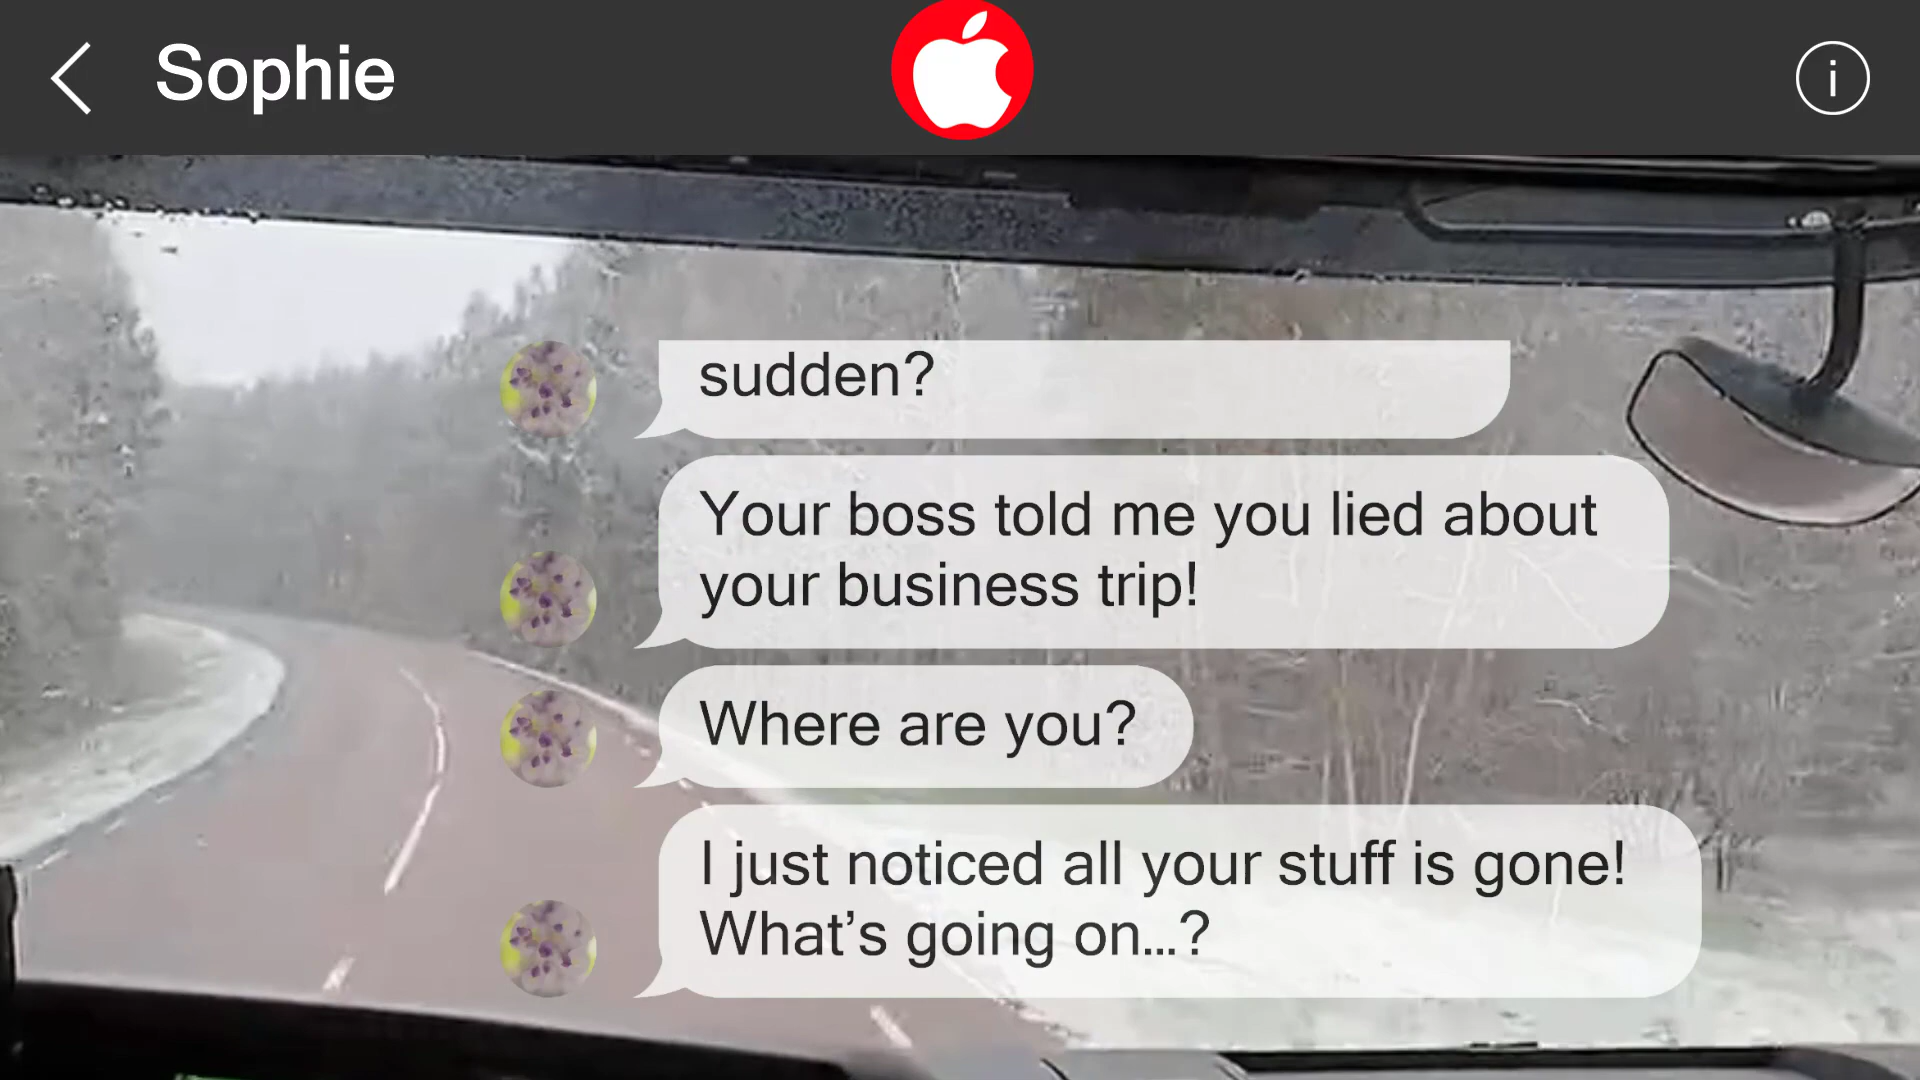 Sophie
sudden?
Your boss told me you lied about
your business trip!
Where are you?
I just noticed all your stuff is gone!
What’s going on...?